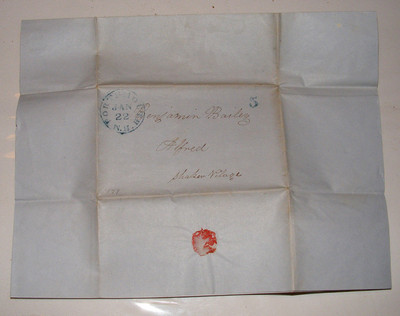 JAN
22
N.H.
5
Benjamin Bailey
Alfred
Shaker Village